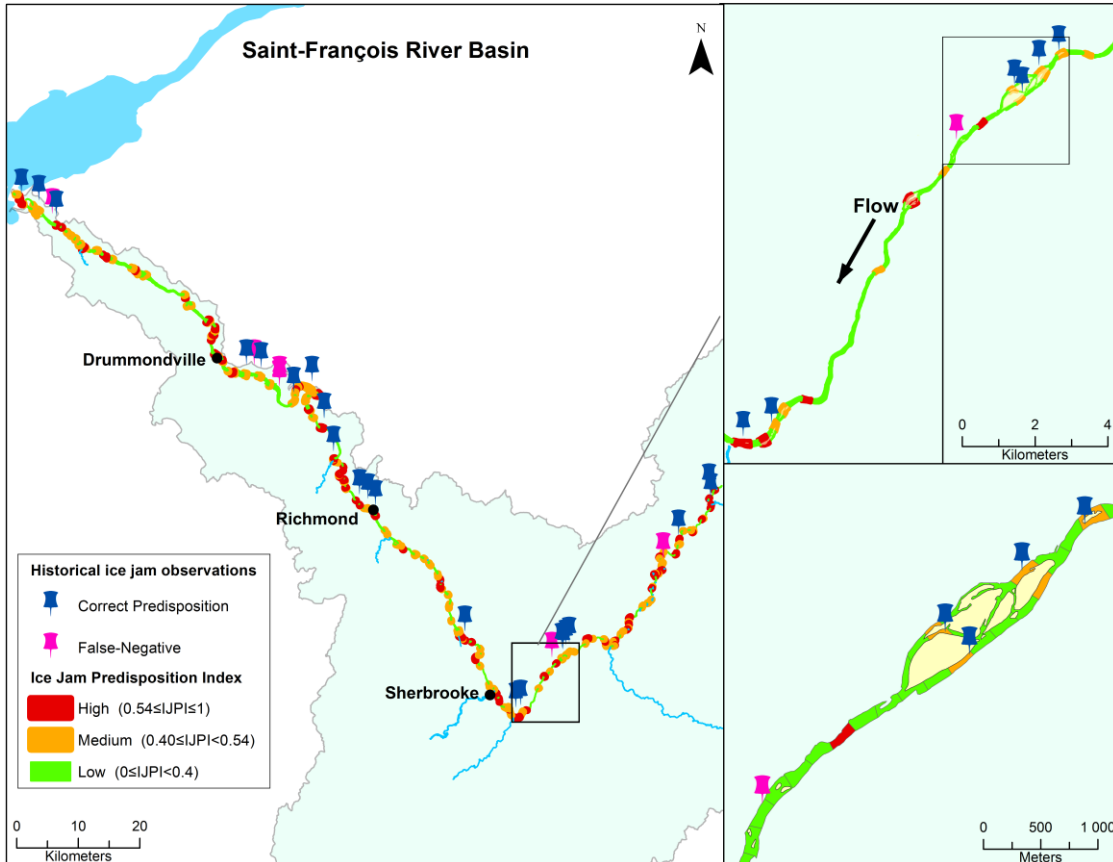 Saint-François River Basin
N
Drummondville
Richmond
Sherbrooke
Historical ice jam observations
Correct Predisposition
False-Negative
Ice Jam Predisposition Index
High (0.54≤IJPI≤1)
Medium (0.40≤IJPI<0.54)
Low (0≤IJPI<0.4)
0 10 20
Kilometers
Flow
0 2 4
Kilometers
0 500 1 000
Meters